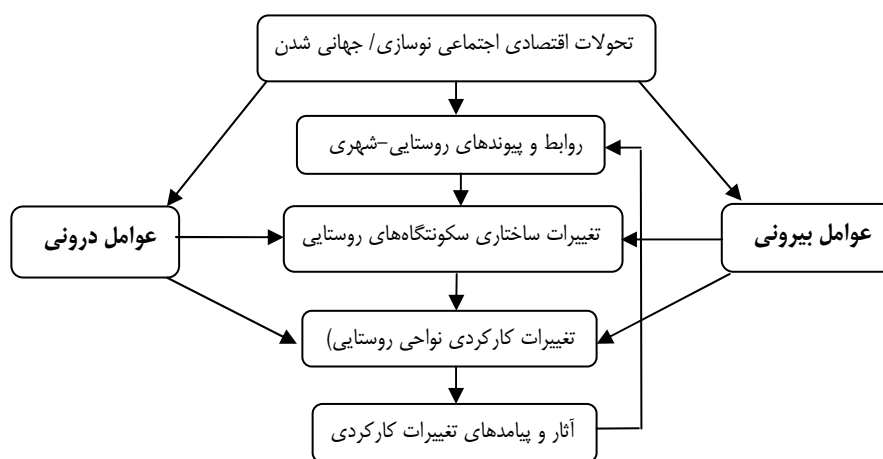 تحولات اقتصادی اجتماعی نوسازی/ جهانی شدن
روابط و پیوندهای روستایی–شهری
عوامل بیرونی
تغییرات ساختاری سکونتگاه‌های روستایی
عوامل درونی
تغییرات کارکردی نواحی روستایی)
آثار و پیامدهای تغییرات کارکردی